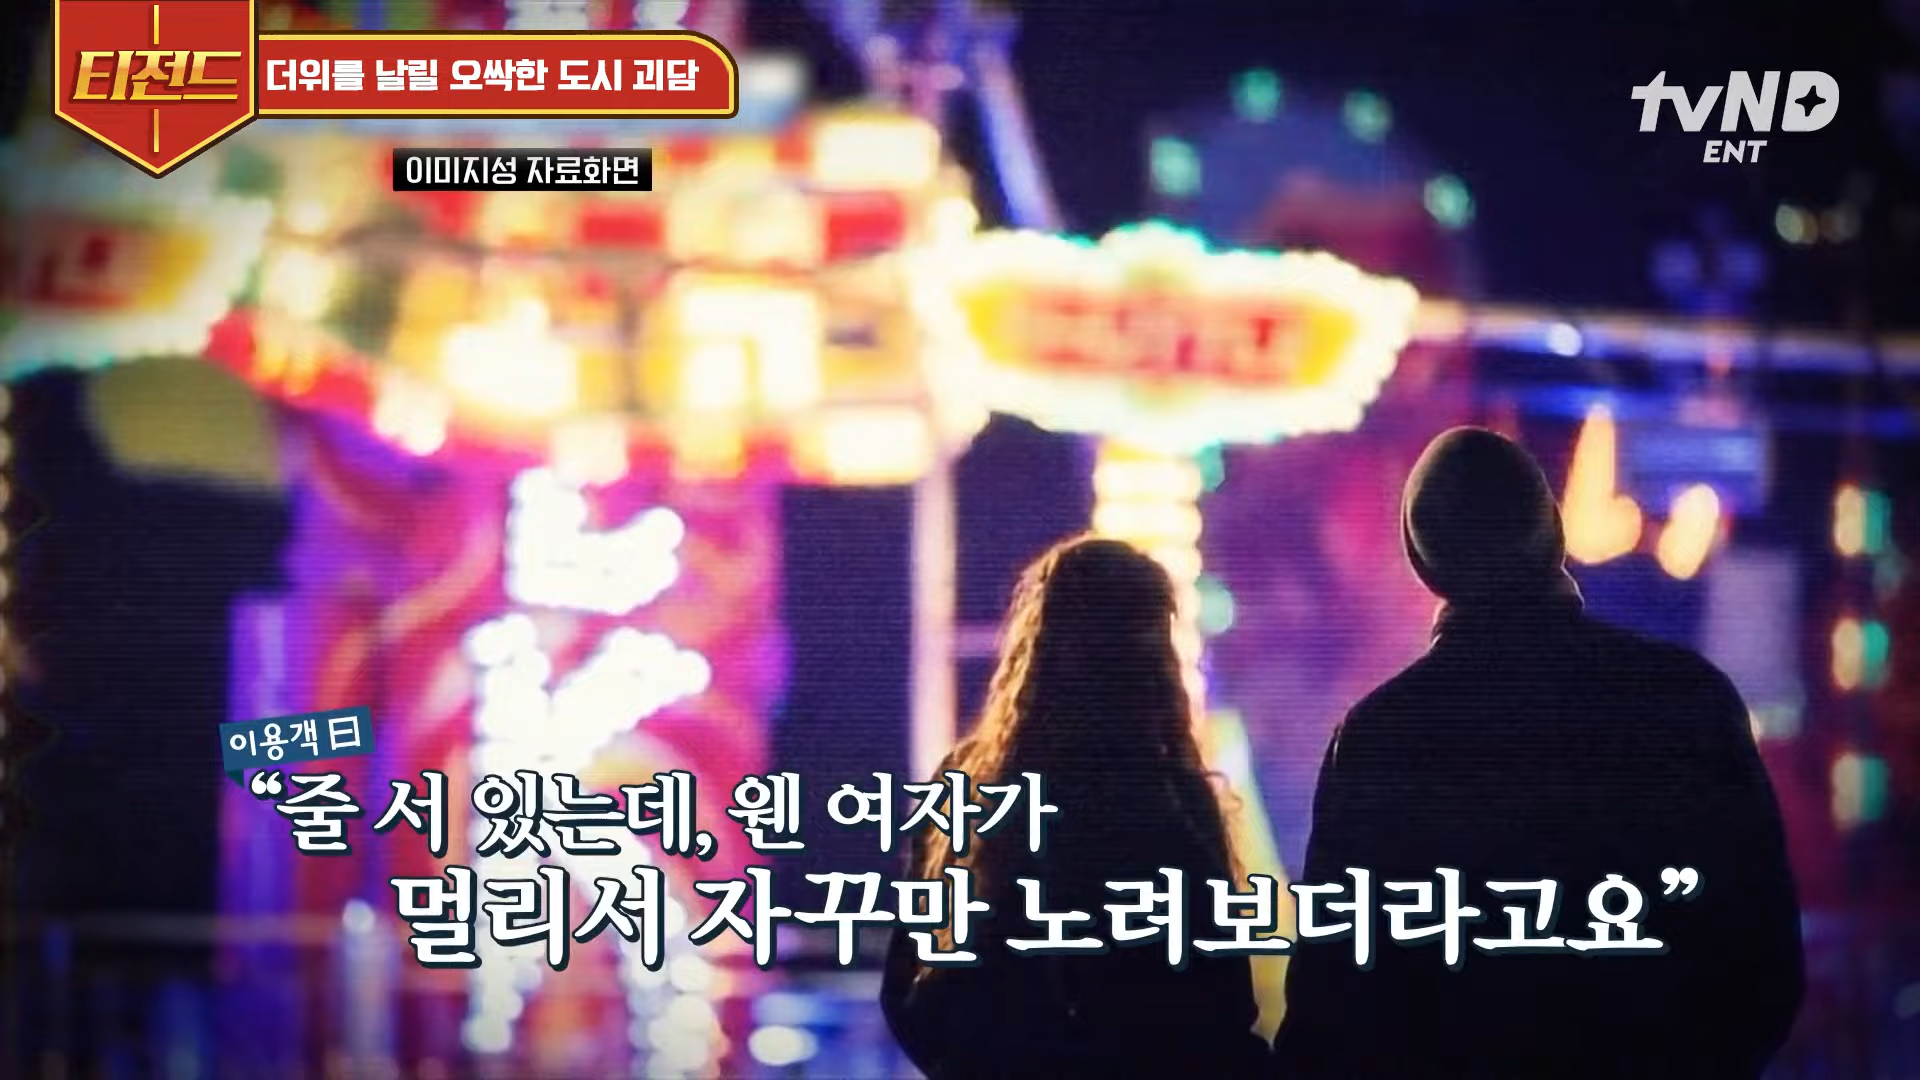 티전드
더위를 날릴 오싹한 도시 괴담
tvND
ENT
이미지성 자료화면
이용객 曰
“줄 서 있는데, 웬 여자가
멀리서 자꾸만 노려보더라고요”